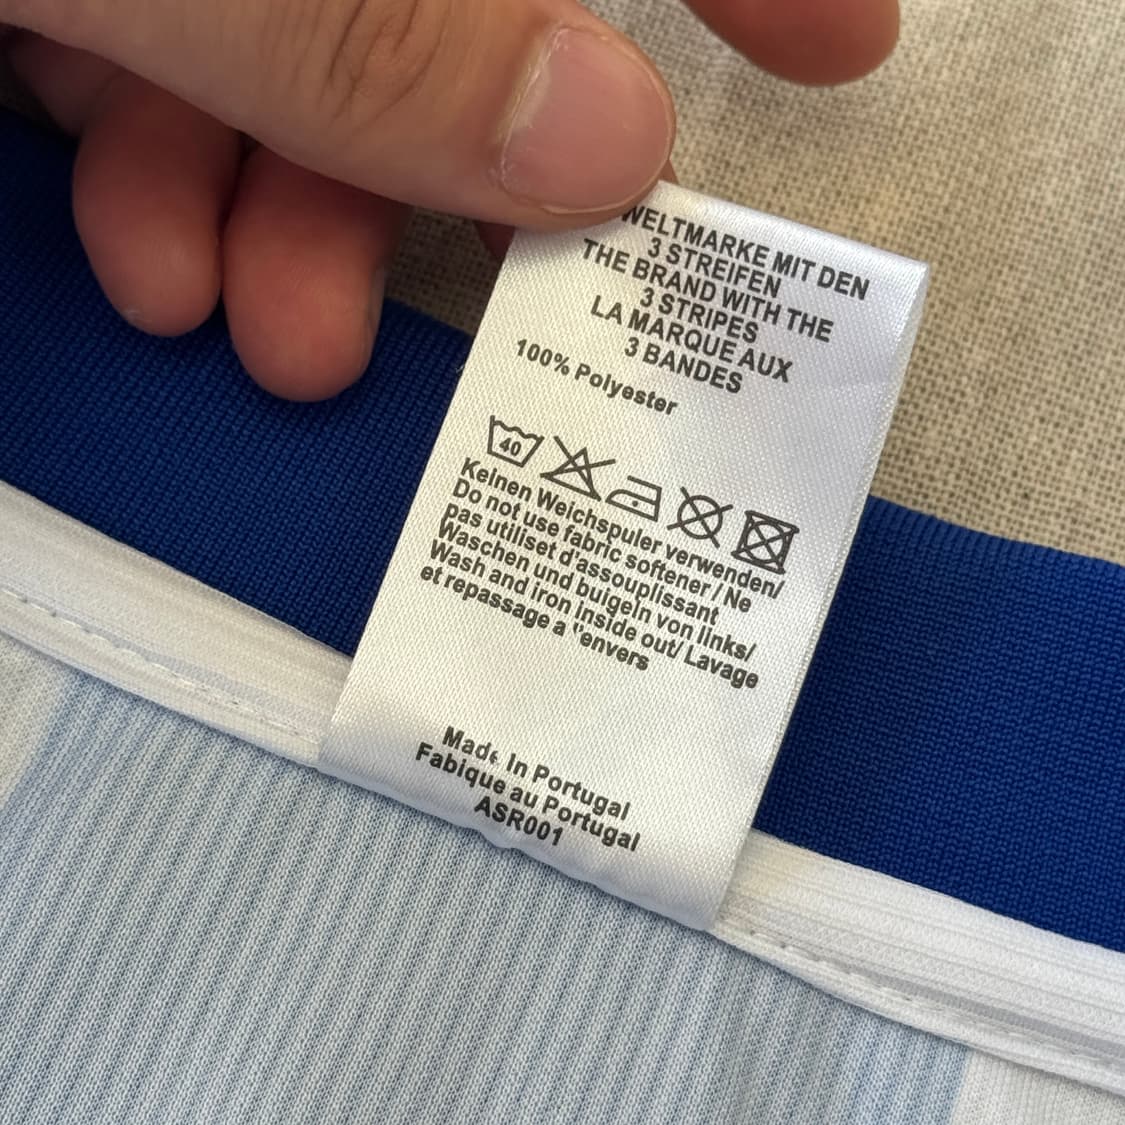 WELTMARKE MIT DEN
3 STREIFEN
THE BRAND WITH THE
3 STRIPES
LA MARQUE AUX
3 BANDES
100% Polyester
40
Keinen Weichspuler verwenden/
Do not use fabric softener / Ne
pas utiliset d'assouplissant
Waschen und buigeln von links/
Wash and iron inside out/ Lavage
et repassage a l'envers
Made In Portugal
Fabique au Portugal
ASR001